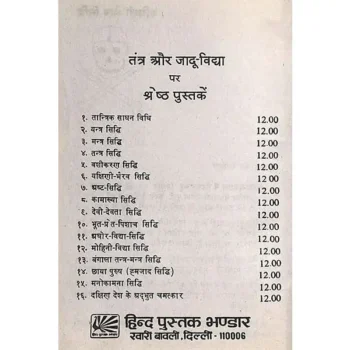 तंत्र और जादू-विद्या
पर
श्रेष्ठ पुस्तकें
१. तान्त्रिक साधन विधि 12.00
२. यन्त्र सिद्धि 12.00
३. मन्त्र सिद्धि 12.00
४. तन्त्र सिद्धि 12.00
५. वशीकरण सिद्धि 12.00
६. यक्षिणी-भैरव सिद्धि 12.00
७. भ्रष्ट-सिद्धि 12.00
८. कामाख्या सिद्धि 12.00
९. देवी-देवता सिद्धि 12.00
१०. भूत-प्रेत-पिशाच सिद्धि 12.00
११. अघोर-विद्या-सिद्धि 12.00
१२. मोहिनी-विद्या सिद्धि 12.00
१३. बंगाला तन्त्र-मन्त्र सिद्धि 12.00
१४. छाया पुरुष (हमजाद सिद्धि) 12.00
१५. मनोकामना सिद्धि 12.00
१६. दक्षिण देश के अद्भुत चमत्कार 12.00
हिन्द पुस्तक भण्डार
खारी बावली, दिल्ली- 110006